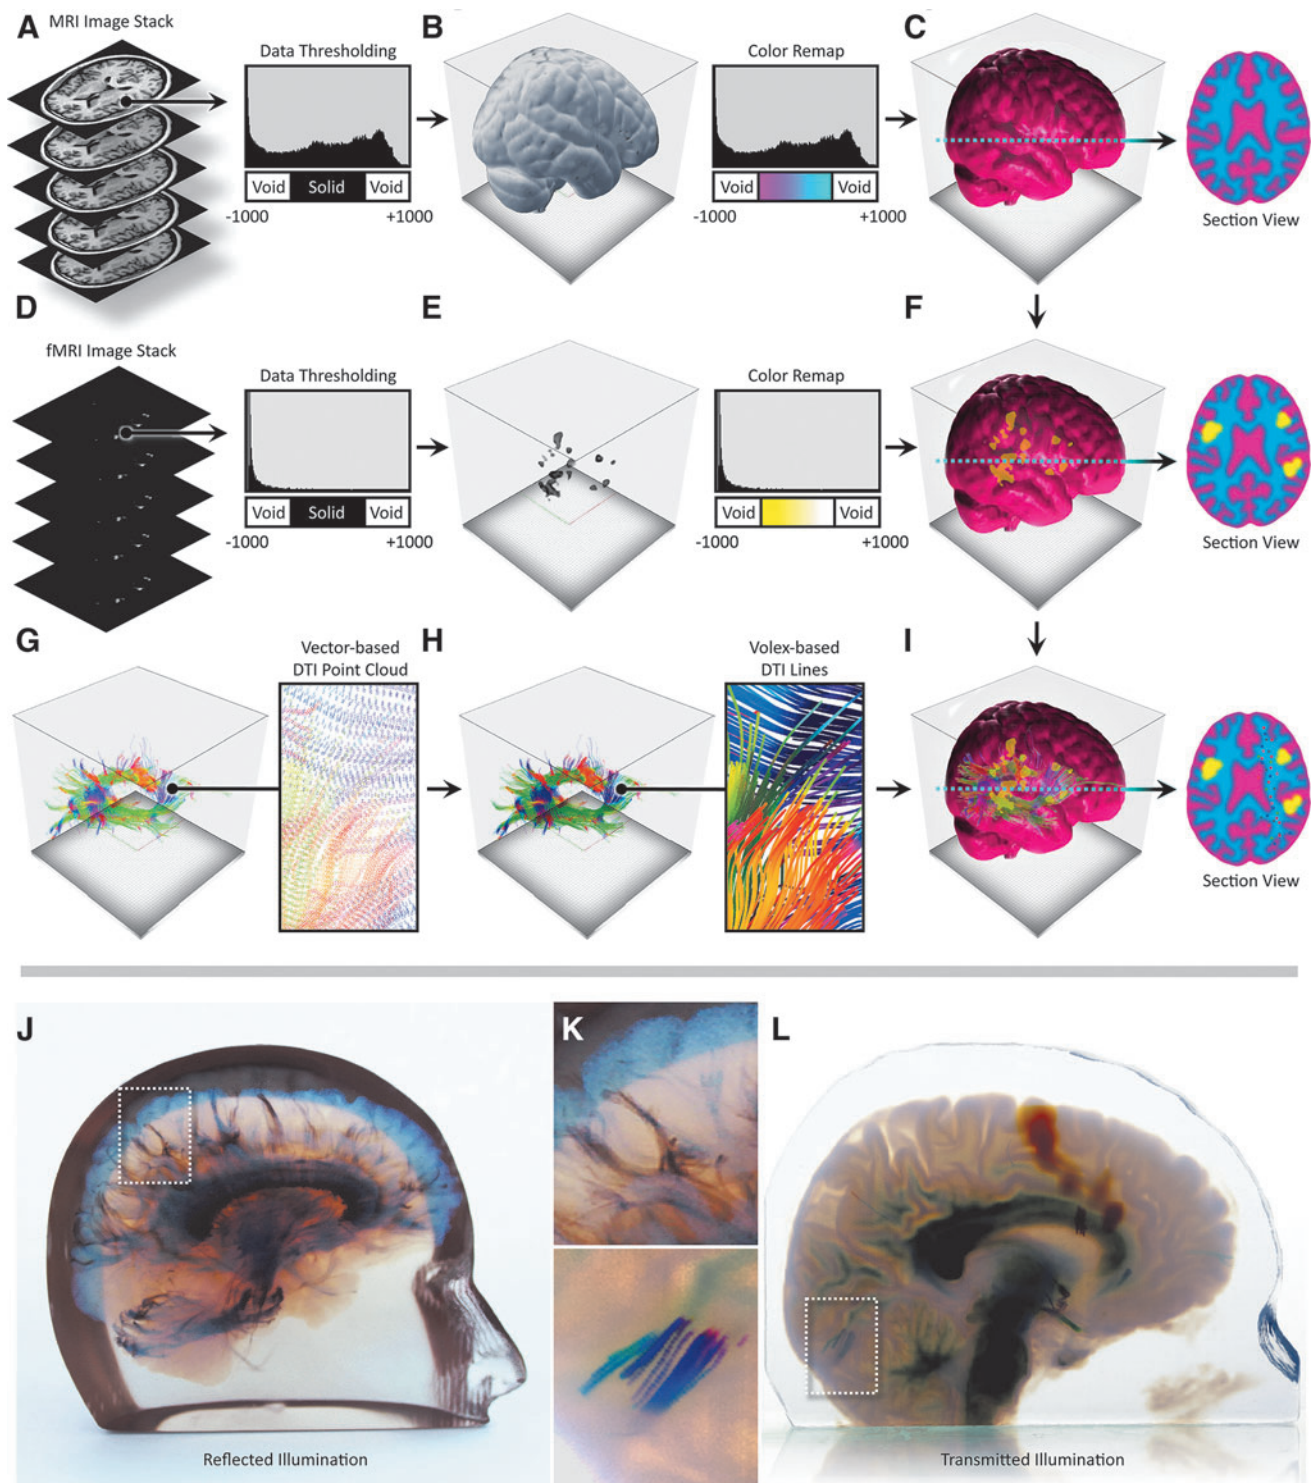 A
MRI Image Stack
Data Thresholding
Void Solid Void
-1000 +1000
B
Color Remap
Void Void
-1000 +1000
C
Section View
D
fMRI Image Stack
Data Thresholding
Void Solid Void
-1000 +1000
E
Color Remap
Void Void
-1000 +1000
F
Section View
G
Vector-based
DTI Point Cloud
H
Volex-based
DTI Lines
I
Section View
J
Reflected Illumination
K
L
Transmitted Illumination